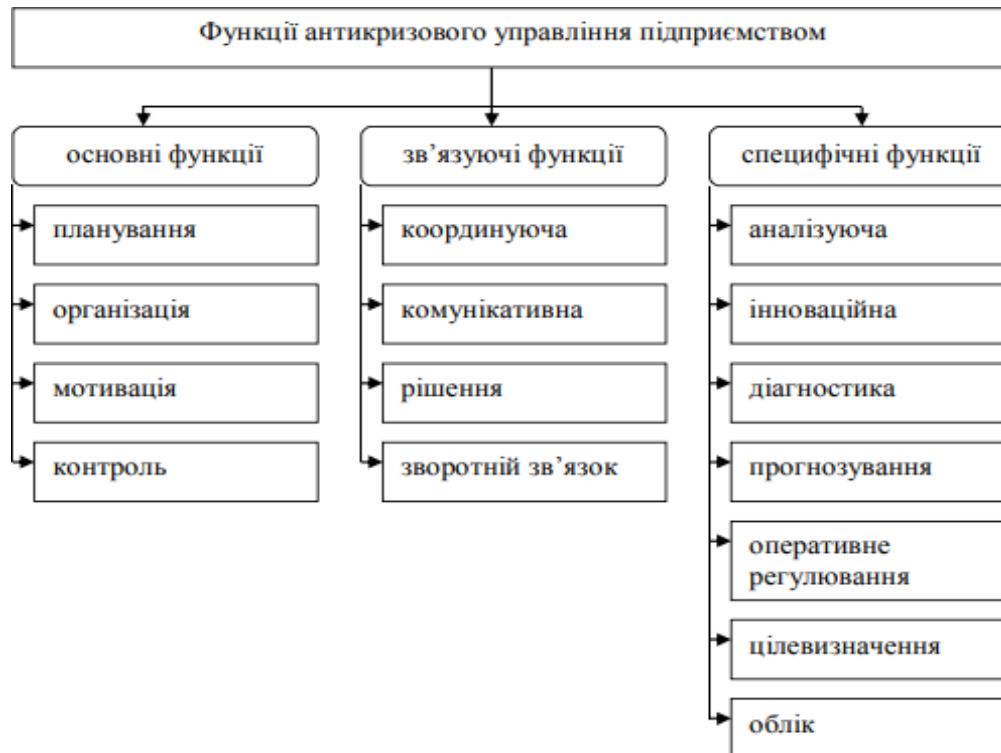 Функції антикризового управління підприємством
основні функції
планування
організація
мотивація
контроль
зв’язуючі функції
координуюча
комунікативна
рішення
зворотній зв’язок
специфічні функції
аналізуюча
інноваційна
діагностика
прогнозування
оперативне
регулювання
цілевизначення
облік